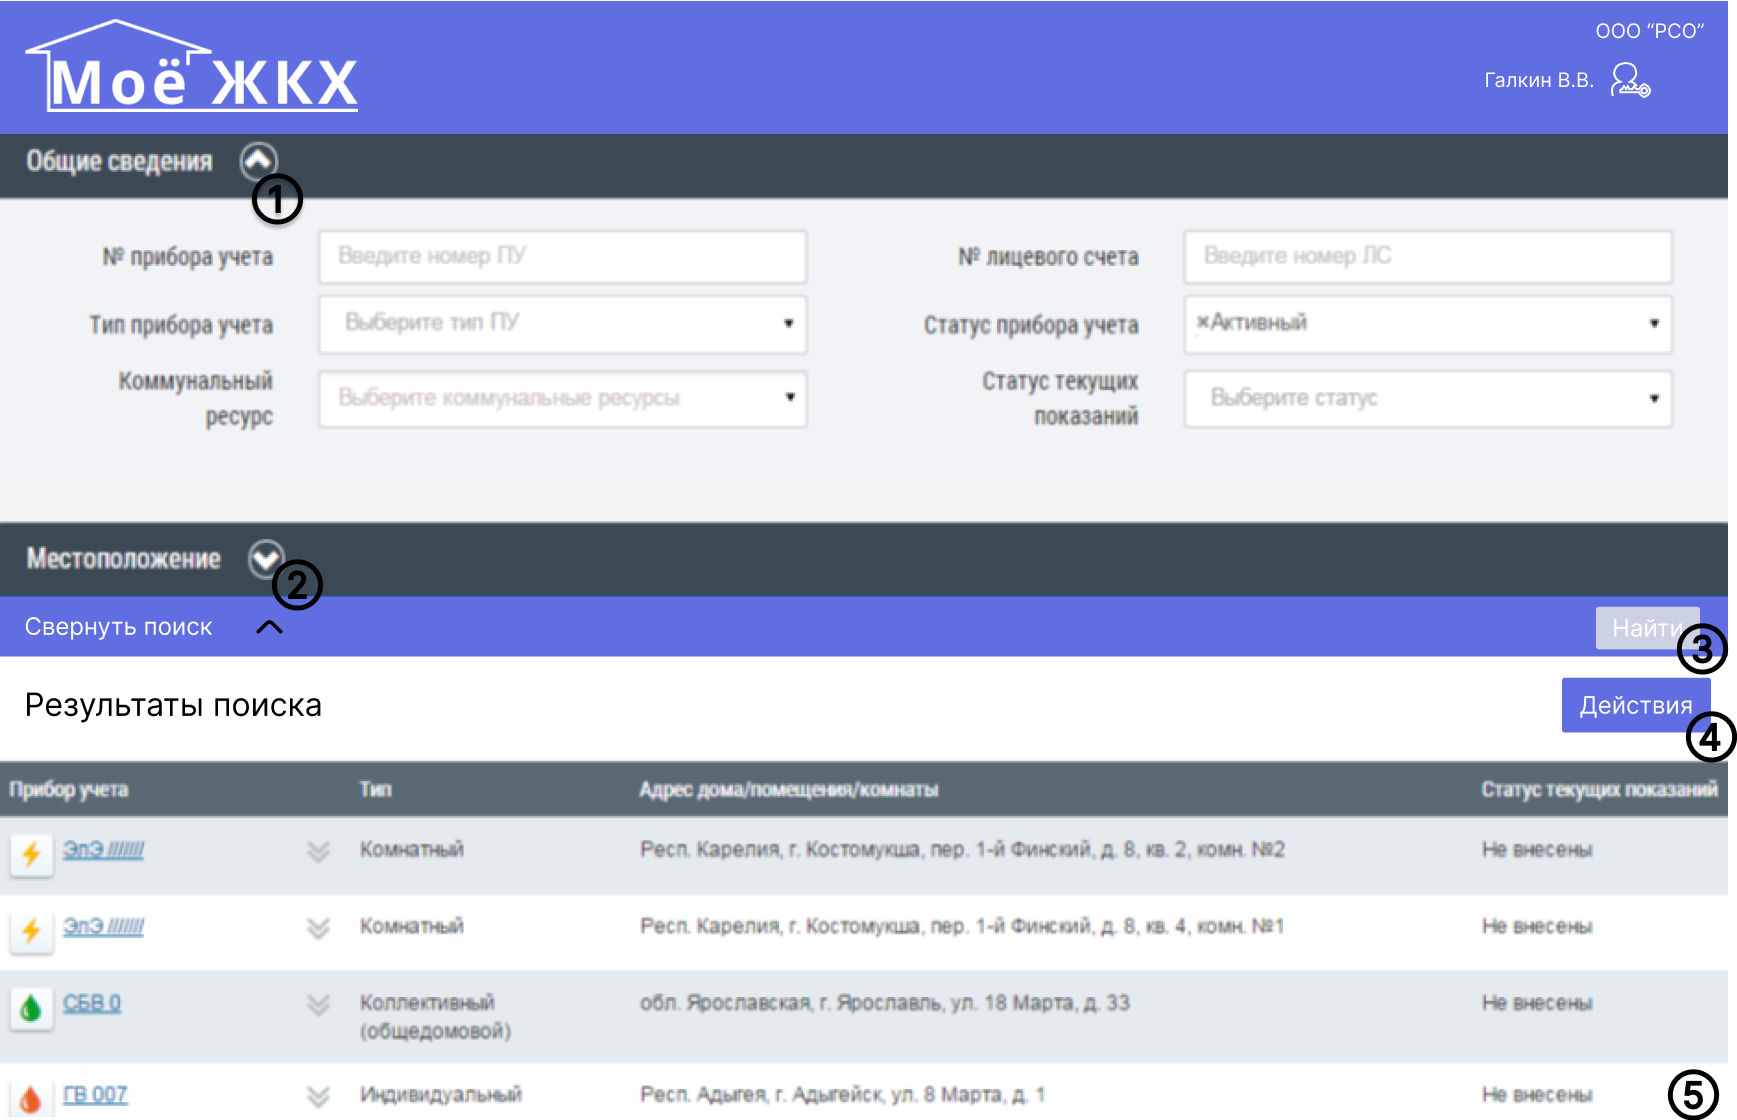 ООО “РСО”
Моё ЖКХ
Галкин В.В.
Общие сведения
1
№ прибора учета
Введите номер ПУ
№ лицевого счета
Введите номер ЛС
Тип прибора учета
Выберите тип ПУ
Статус прибора учета
×Активный
Коммунальный
ресурс
Выберите коммунальные ресурсы
Статус текущих
показаний
Выберите статус
Местоположение
2
Свернуть поиск
Найти
3
Результаты поиска
Действия
4
Прибор учета Тип Адрес дома/помещения/комнаты Статус текущих показаний
ЭлЭ /////// Комнатный Респ. Карелия, г. Костомукша, пер. 1-й Финский, д. 8, кв. 2, комн. №2 Не внесены
ЭлЭ /////// Комнатный Респ. Карелия, г. Костомукша, пер. 1-й Финский, д. 8, кв. 4, комн. №1 Не внесены
СБВ 0 Коллективный обл. Ярославская, г. Ярославль, ул. 18 Марта, д. 33 Не внесены
(общедомовой)
ГВ 007 Индивидуальный Респ. Адыгея, г. Адыгейск, ул. 8 Марта, д. 1 Не внесены
5